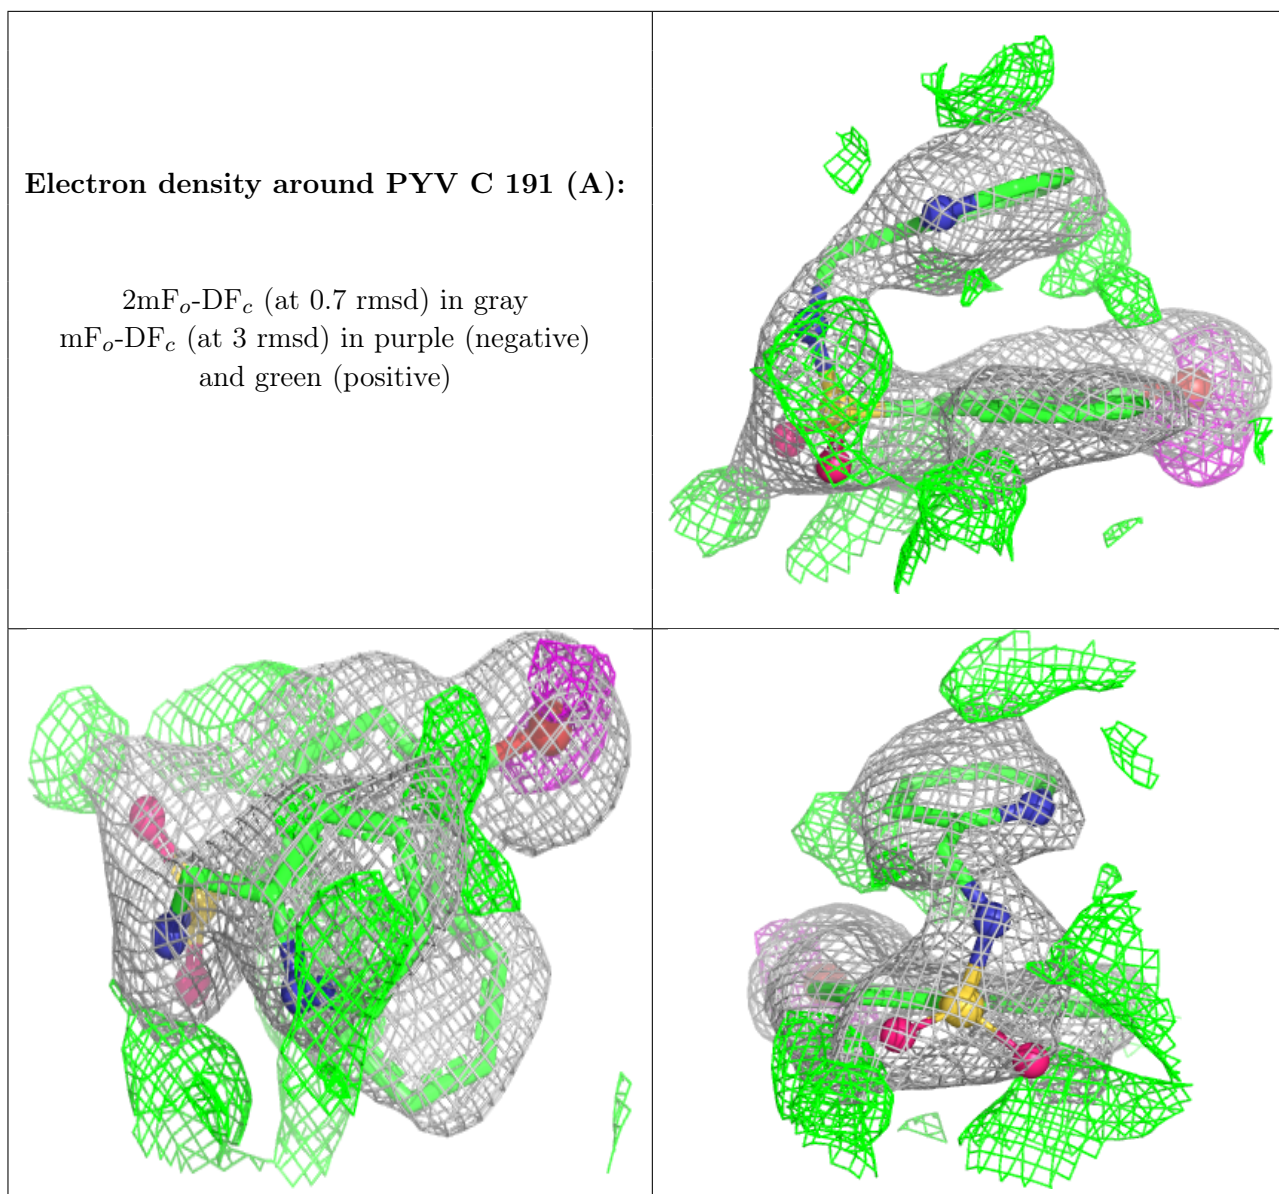 Electron density around PYV C 191 (A):
2mFo-DFc (at 0.7 rmsd) in gray
mFo-DFc (at 3 rmsd) in purple (negative)
and green (positive)